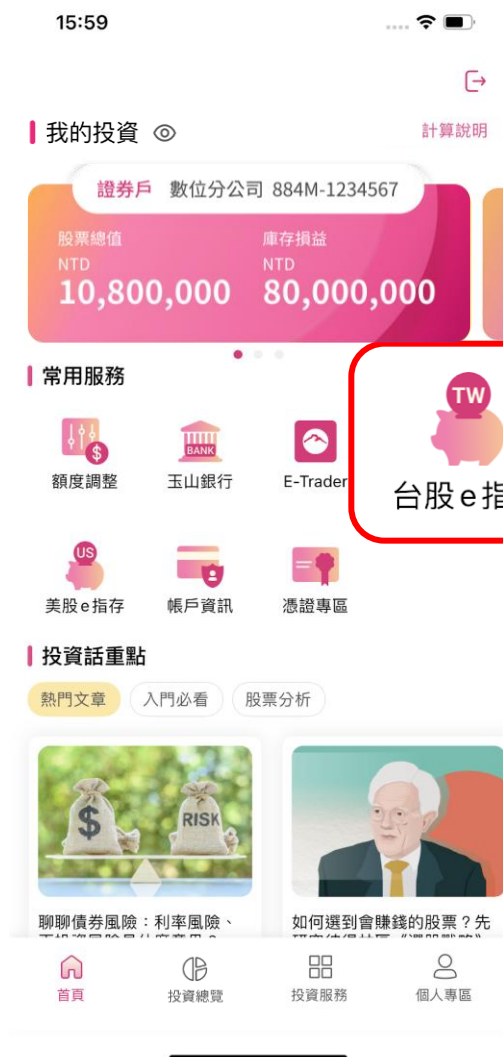 15:59
我的投資
計算說明
證券戶 數位分公司 884M-1234567
股票總值 庫存損益
NTD NTD
10,800,000 80,000,000
常用服務
TW
$
BANK
額度調整 玉山銀行 E-Trader 台股e指
US
美股e指存 帳戶資訊 憑證專區
投資話重點
熱門文章 入門必看 股票分析
$ RISK
聊聊債券風險：利率風險、 如何選到會賺錢的股票？先
首頁 投資總覽 投資服務 個人專區